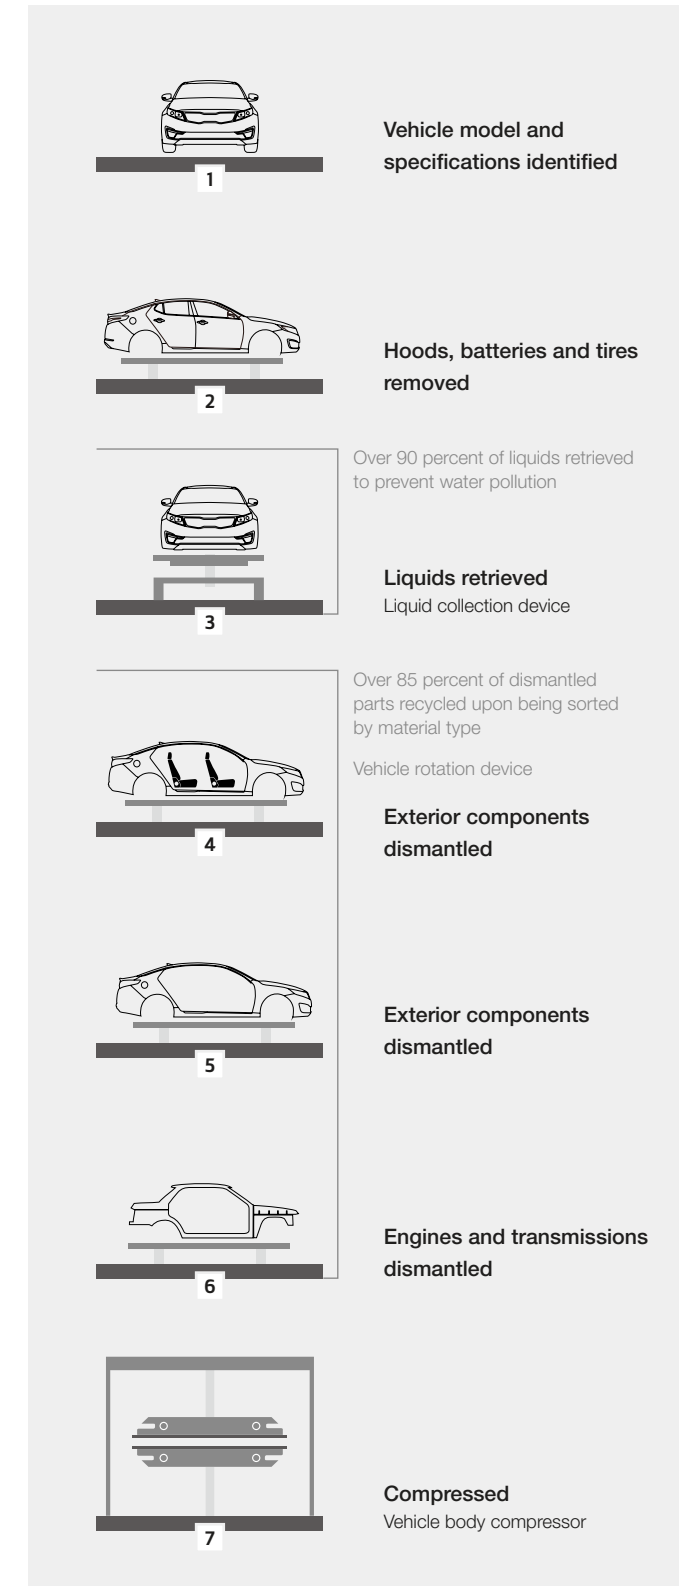 Vehicle model and
specifications identified
1
Hoods, batteries and tires
removed
2
Over 90 percent of liquids retrieved
to prevent water pollution
Liquids retrieved
Liquid collection device
3
Over 85 percent of dismantled
parts recycled upon being sorted
by material type
Vehicle rotation device
Exterior components
dismantled
4
Exterior components
dismantled
5
Engines and transmissions
dismantled
6
Compressed
Vehicle body compressor
7